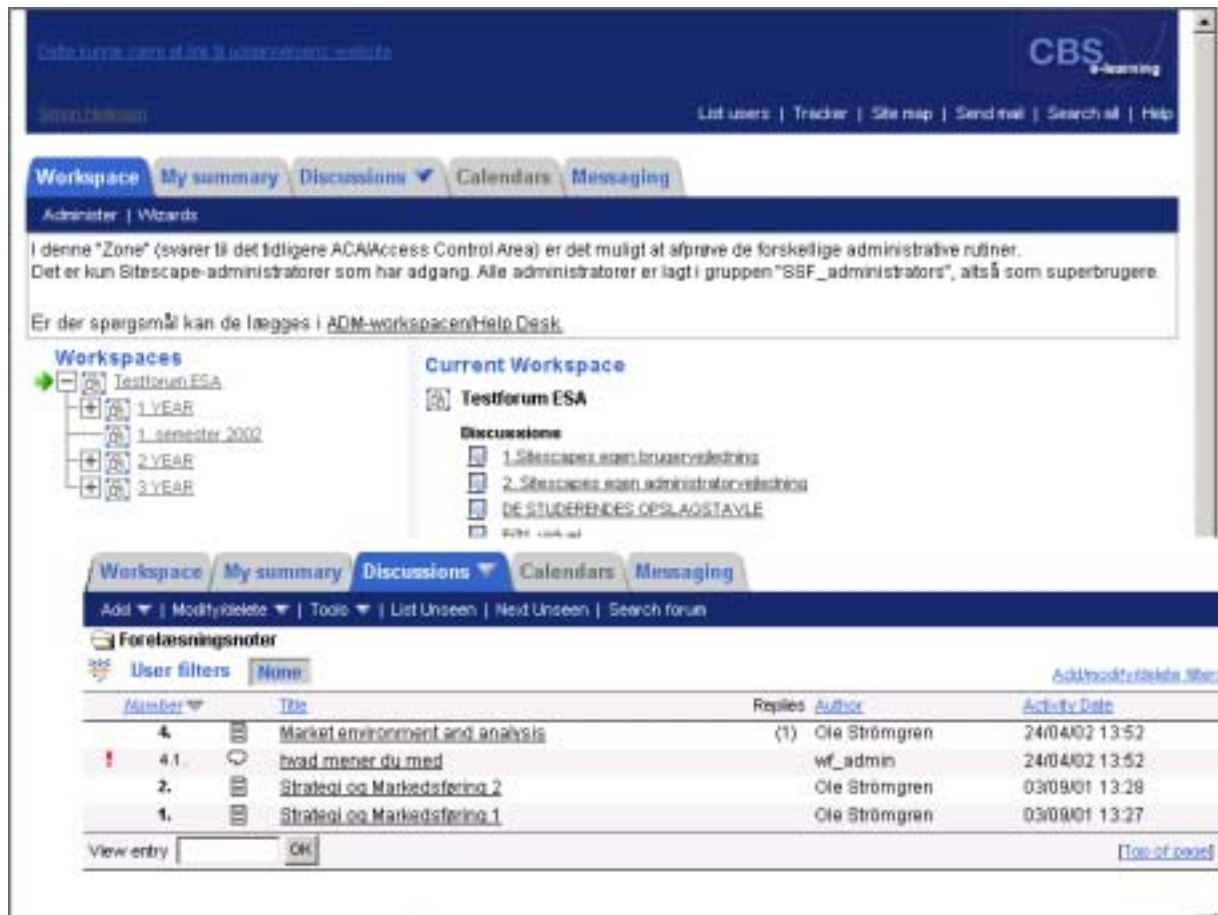 Dette kunne være et link til uddannelsens website
CBS
e-learning
List users | Tracker | Site map | Send mail | Search all | Help
Workspace My summary Discussions Calendars Messaging
Administer | Wizards
I denne "Zone" (svarer til det tidligere ACA/Access Control Area) er det muligt at afprøve de forskellige administrative rutiner.
Det er kun Sitescape-administratorer som har adgang. Alle administratorer er lagt i gruppen "SSF_administrators", altså som superbrugere.
Er der spørgsmål kan de lægges i ADM-workspacen/Help Desk.
Workspaces
Testforum ESA
1 YEAR
1. semester 2002
2 YEAR
3 YEAR
Current Workspace
Testforum ESA
Discussions
1.Sitescapes egen brugervejledning
2. Sitescapes egen administratorvejledning
DE STUDERENDES OPSLAGSTAVLE
Workspace My summary Discussions Calendars Messaging
Add | Modify/delete | Tools | List Unseen | Next Unseen | Search forum
Forelæsningsnoter
User filters None Add/modify/delete filter
Number Title Replies Author Activity Date
4. Market environment and analysis (1) Ole Strömgren 24/04/02 13:52
! 4.1. hvad mener du med wf_admin 24/04/02 13:52
2. Strategi og Markedsføring 2 Ole Strömgren 03/09/01 13:28
1. Strategi og Markedsføring 1 Ole Strömgren 03/09/01 13:27
View entry OK [Top of page]